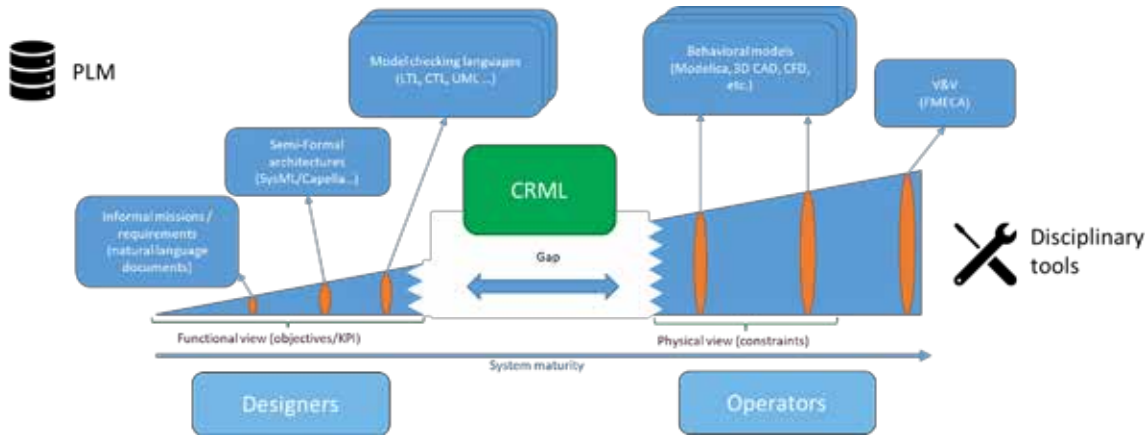 PLM
Model checking languages
(LTL, CTL, UML ...)
Behavioral models
(Modelica, 3D CAD, CFD,
etc.)
V&V
(FMECA)
Semi-Formal
architectures
(SysML/Capella...)
CRML
Informal missions /
requirements
(natural language
documents)
Gap
Disciplinary
tools
Functional view (objectives/KPI)
Physical view (constraints)
System maturity
Designers
Operators